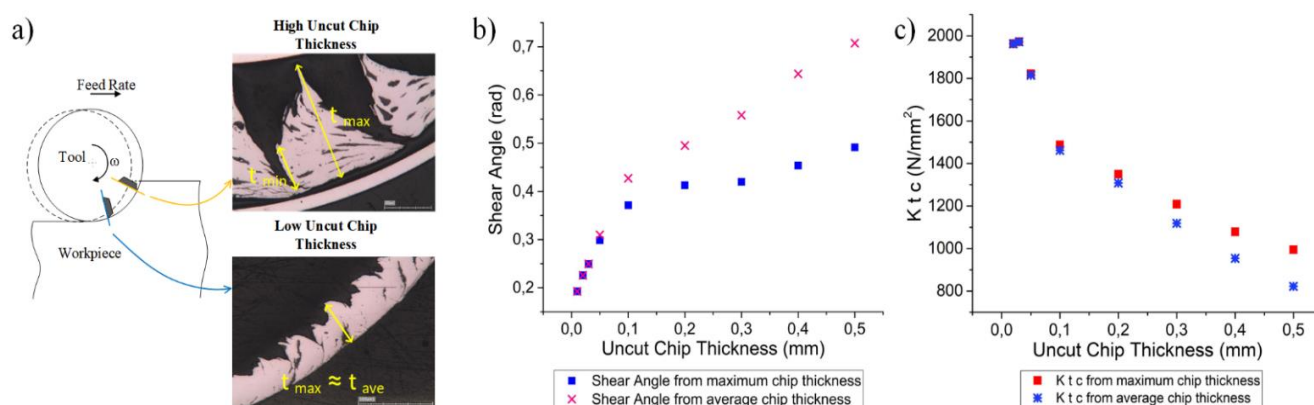 a)
Feed Rate
Tool
ω
Workpiece
High Uncut Chip
Thickness
t max
t min
Low Uncut Chip
Thickness
t max ≈ t ave
b)
Shear Angle (rad)
0,7
0,6
0,5
0,4
0,3
0,2
0,0 0,1 0,2 0,3 0,4 0,5
Uncut Chip Thickness (mm)
Shear Angle from maximum chip thickness
Shear Angle from average chip thickness
c)
K t c (N/mm²)
2000
1800
1600
1400
1200
1000
800
0,0 0,1 0,2 0,3 0,4 0,5
Uncut Chip Thickness (mm)
K t c from maximum chip thickness
K t c from average chip thickness